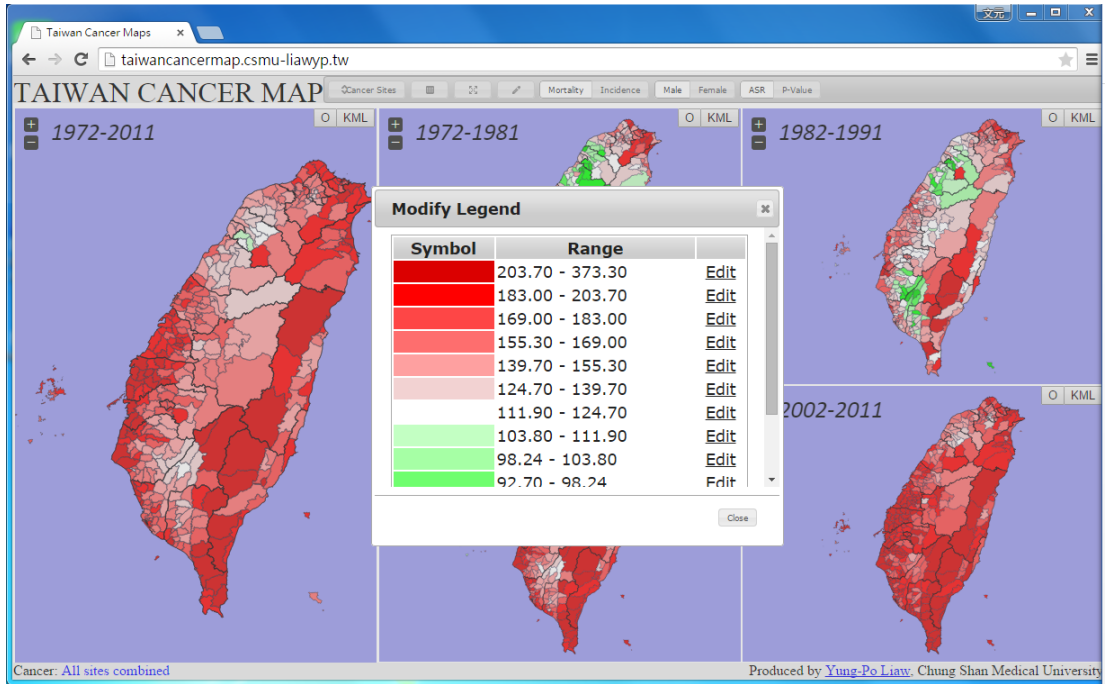 文元
Taiwan Cancer Maps
taiwancancermap.csmu-liawyp.tw
TAIWAN CANCER MAP
Cancer Sites
Mortality Incidence Male Female ASR P-Value
1972-2011
O KML
1972-1981
O KML
1982-1991
O KML
Modify Legend
Symbol Range
203.70 - 373.30 Edit
183.00 - 203.70 Edit
169.00 - 183.00 Edit
155.30 - 169.00 Edit
139.70 - 155.30 Edit
124.70 - 139.70 Edit
111.90 - 124.70 Edit
103.80 - 111.90 Edit
98.24 - 103.80 Edit
92.70 - 98.24 Edit
Close
2002-2011
O KML
Cancer: All sites combined
Produced by Yung-Po Liaw, Chung Shan Medical University